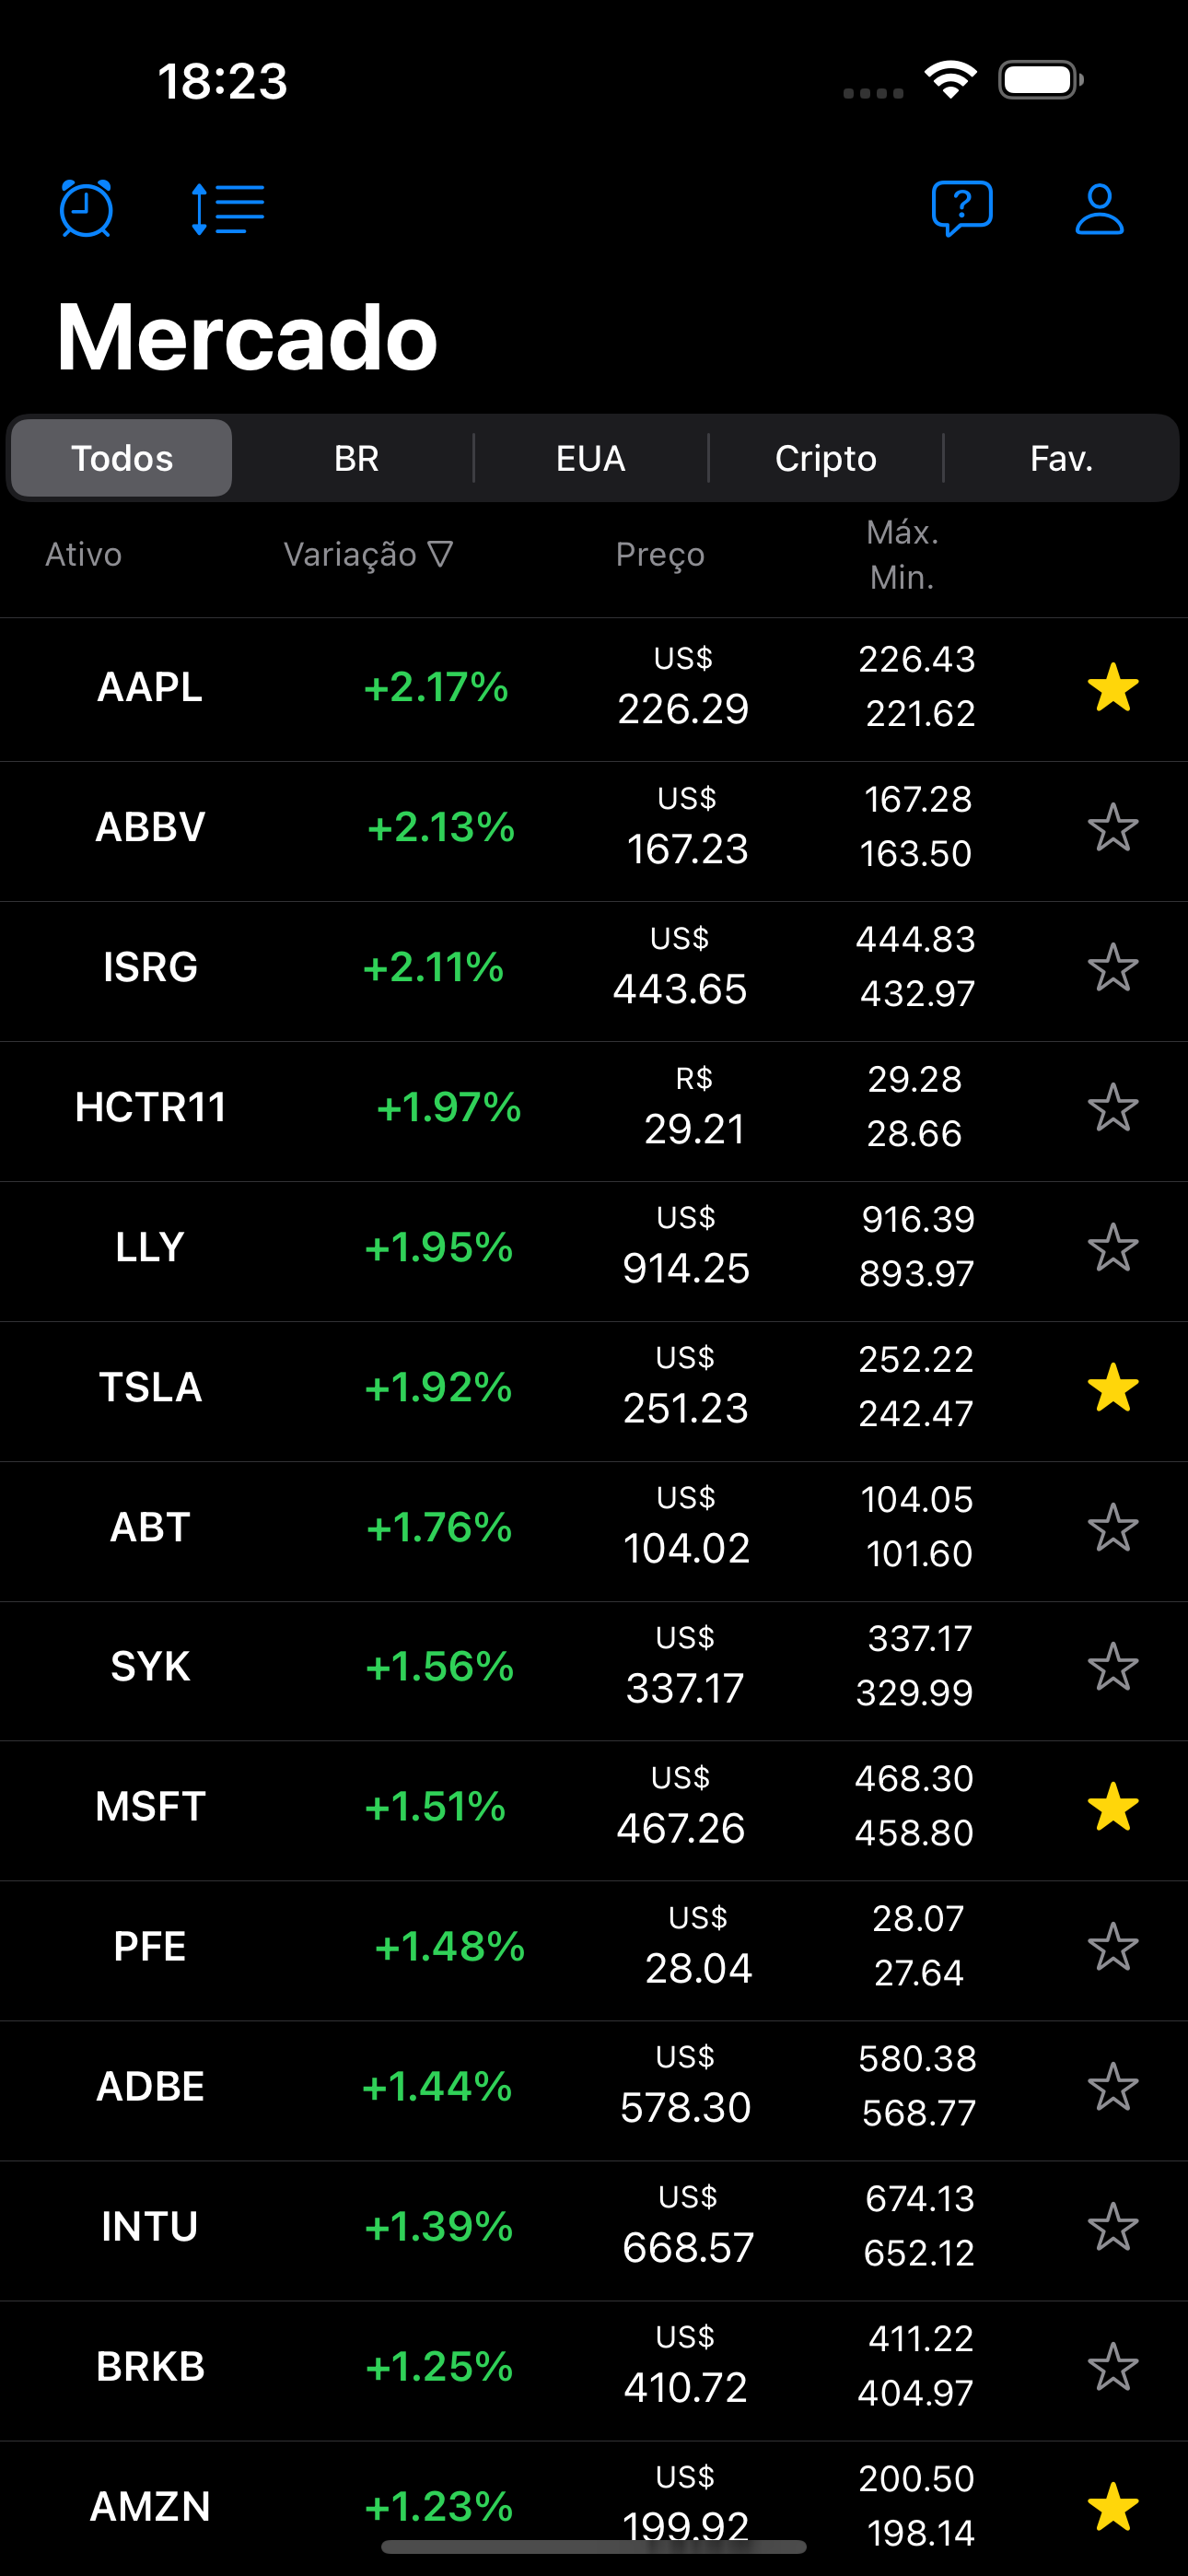 18:23
Mercado
Todos BR EUA Cripto Fav.
Ativo Variação ▽ Preço Máx. Min.
AAPL +2.17% US$ 226.29 226.43 221.62
ABBV +2.13% US$ 167.23 167.28 163.50
ISRG +2.11% US$ 443.65 444.83 432.97
HCTR11 +1.97% R$ 29.21 29.28 28.66
LLY +1.95% US$ 914.25 916.39 893.97
TSLA +1.92% US$ 251.23 252.22 242.47
ABT +1.76% US$ 104.02 104.05 101.60
SYK +1.56% US$ 337.17 337.17 329.99
MSFT +1.51% US$ 467.26 468.30 458.80
PFE +1.48% US$ 28.04 28.07 27.64
ADBE +1.44% US$ 578.30 580.38 568.77
INTU +1.39% US$ 668.57 674.13 652.12
BRKB +1.25% US$ 410.72 411.22 404.97
AMZN +1.23% US$ 199.92 200.50 198.14